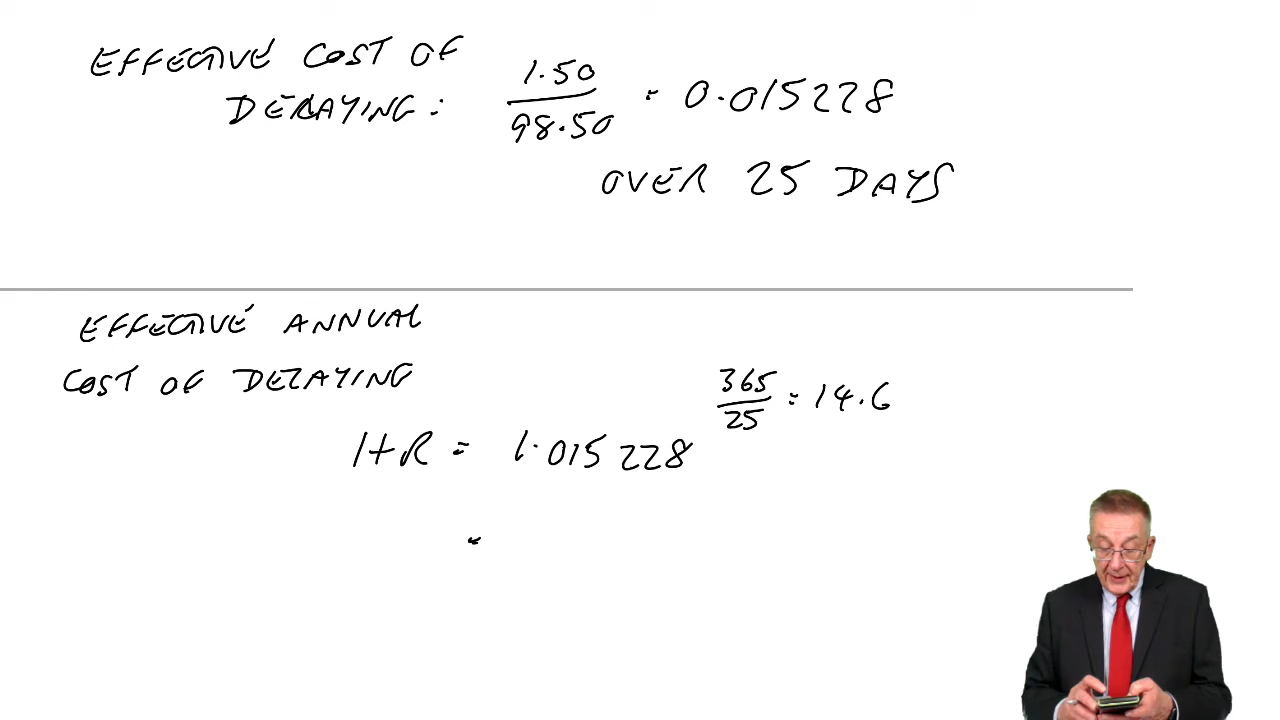 EFFECTIVE COST OF
DELAYING: 1.50 / 98.50 = 0.015228
OVER 25 DAYS
EFFECTIVE ANNUAL
COST OF DELAYING
365 / 25 = 14.6
1+R = 1.015228
=